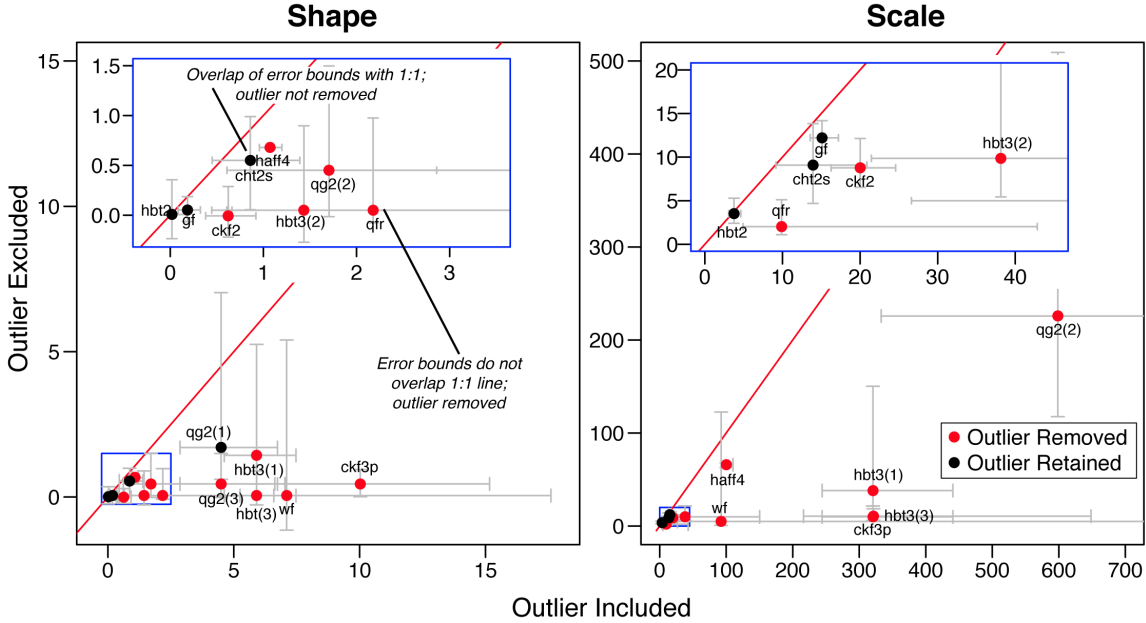 Shape
Scale
15
10
5
0
0
5
10
15
1.5
1.0
0.5
0.0
0
1
2
3
Overlap of error bounds with 1:1;
outlier not removed
haff4
cht2s
qg2(2)
hbt2
gf
ckf2
hbt3(2)
qfr
Error bounds do not
overlap 1:1 line;
outlier removed
qg2(1)
hbt3(1)
ckf3p
qg2(3)
hbt(3)
wf
500
400
300
200
100
0
0
100
200
300
400
500
600
700
20
15
10
5
0
0
10
20
30
40
hbt3(2)
gf
cht2s
ckf2
qfr
hbt2
qg2(2)
haff4
hbt3(1)
wf
hbt3(3)
ckf3p
Outlier Removed
Outlier Retained
Outlier Excluded
Outlier Included